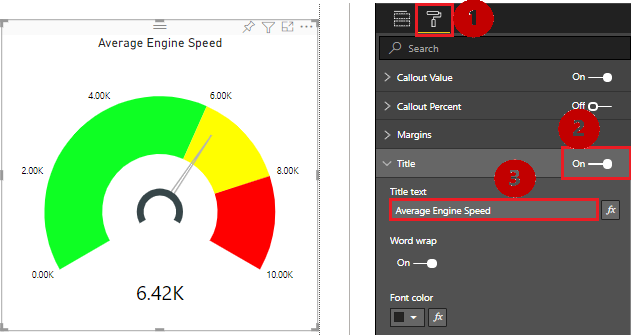 Average Engine Speed
4.00K
6.00K
2.00K
8.00K
0.00K
10.00K
6.42K
1
Search
Callout Value
On
Callout Percent
Off
Margins
2
Title
On
3
Title text
Average Engine Speed
fx
Word wrap
On
Font color
fx